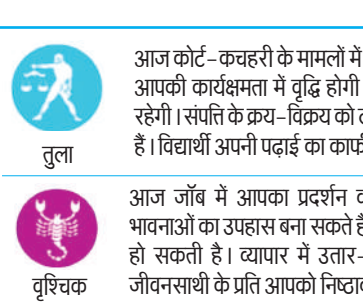 आज कोर्ट-कचहरी के मामलों में
आपकी कार्यक्षमता में वृद्धि होगी
रहेगी। संपत्ति के क्रय-विक्रय को
हैं। विद्यार्थी अपनी पढ़ाई का
तुला
आज जॉब में आपका प्रदर्शन
भावनाओं का उपहास बना सकते
हो सकती है। व्यापार में उतार-
जीवनसाथी के प्रति आपको
वृश्चिक